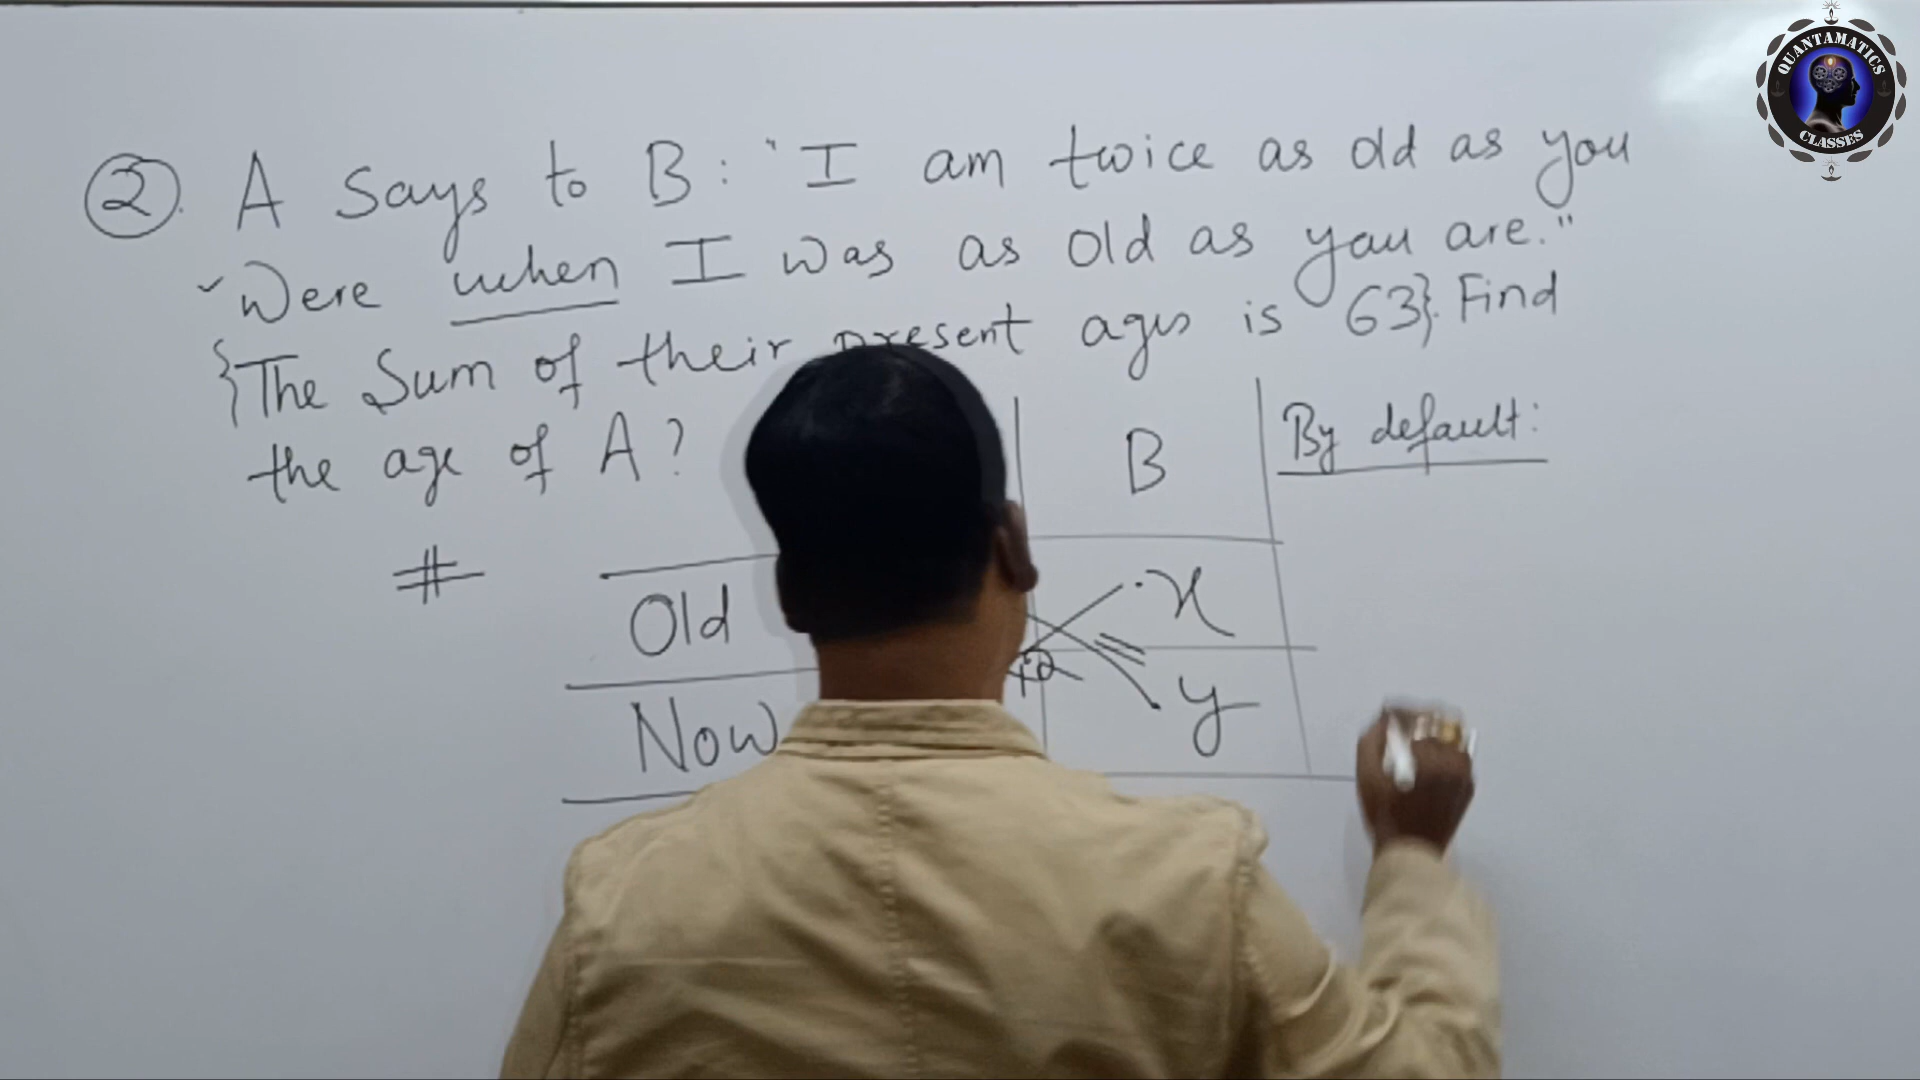 ②. A says to B: "I am twice as old as you
Were when I was as old as you are."
{The Sum of their present ages is 63}. Find
the age of A?
#
B
By default:
Old
x
x2
Now
y
QUANTAMATICS
CLASSES